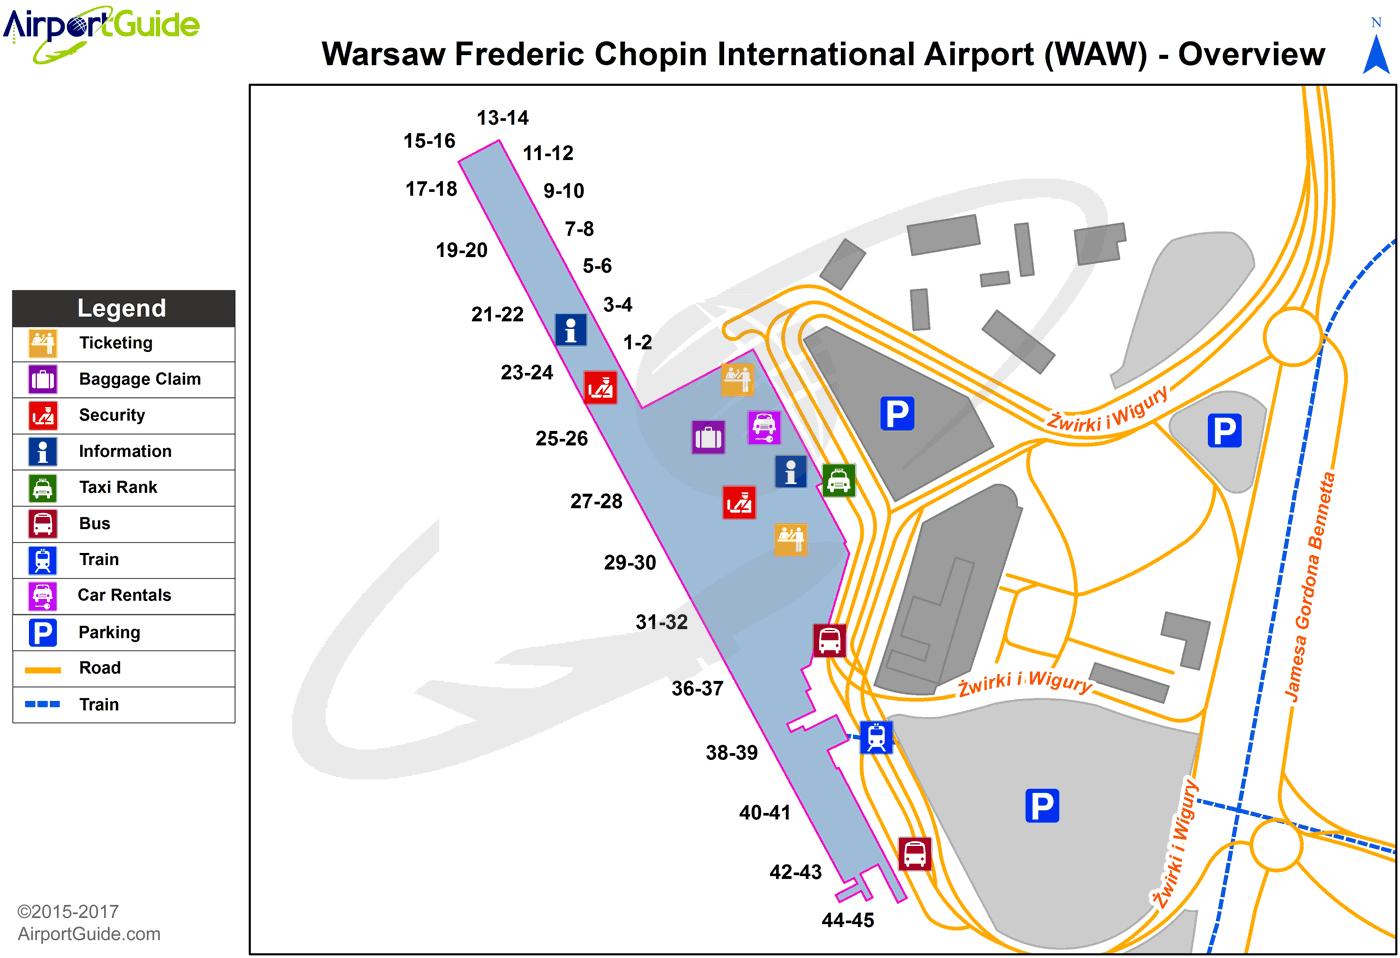 AirportGuide
Warsaw Frederic Chopin International Airport (WAW) - Overview
N
13-14
15-16
11-12
17-18
9-10
7-8
19-20
5-6
3-4
21-22
1-2
23-24
25-26
27-28
29-30
31-32
36-37
38-39
40-41
42-43
44-45
Żwirki i Wigury
Jamesa Gordona Bennetta
Żwirki i Wigury
Żwirki i Wigury
P
P
P
Legend
Ticketing
Baggage Claim
Security
Information
Taxi Rank
Bus
Train
Car Rentals
P Parking
Road
Train
©2015-2017
AirportGuide.com